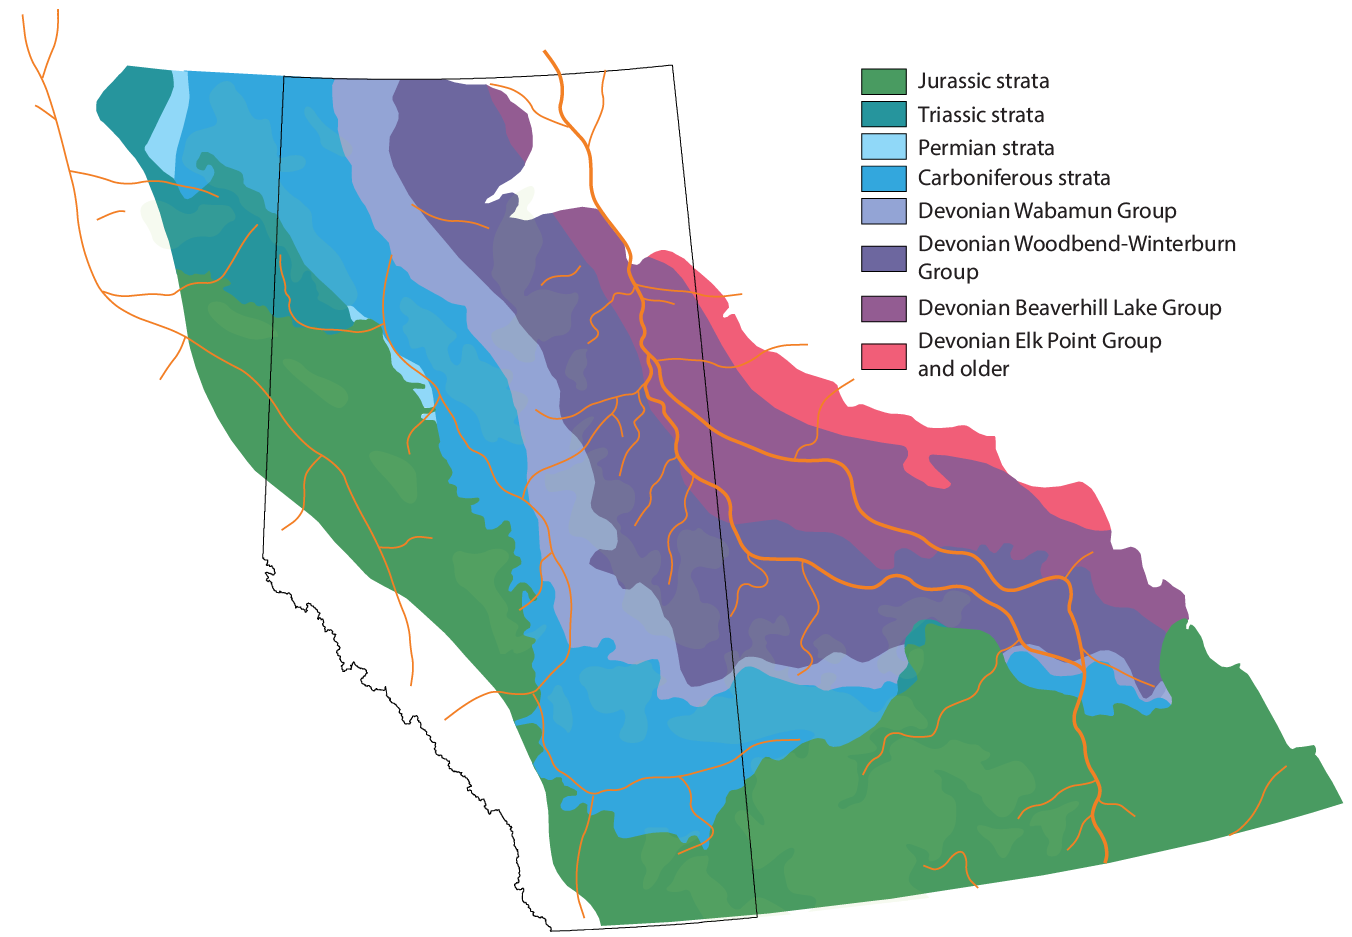 Jurassic strata
Triassic strata
Permian strata
Carboniferous strata
Devonian Wabamun Group
Devonian Woodbend-Winterburn
Group
Devonian Beaverhill Lake Group
Devonian Elk Point Group
and older